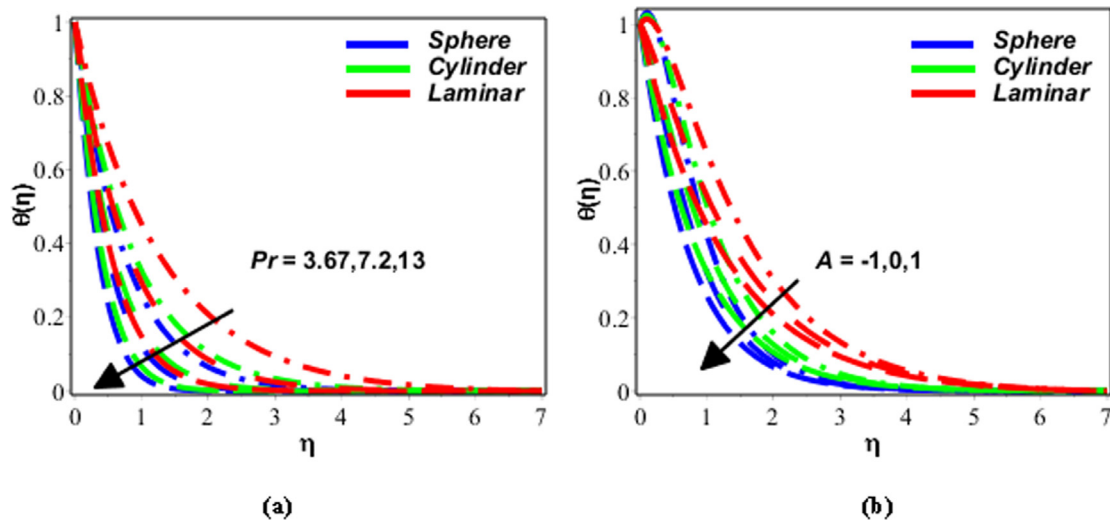 Sphere
Cylinder
Laminar
1
0.8
0.6
0.4
0.2
0
θ(η)
Pr = 3.67,7.2,13
0 1 2 3 4 5 6 7
η
(a)
Sphere
Cylinder
Laminar
1
0.8
0.6
0.4
0.2
0
θ(η)
A = -1,0,1
0 1 2 3 4 5 6 7
η
(b)